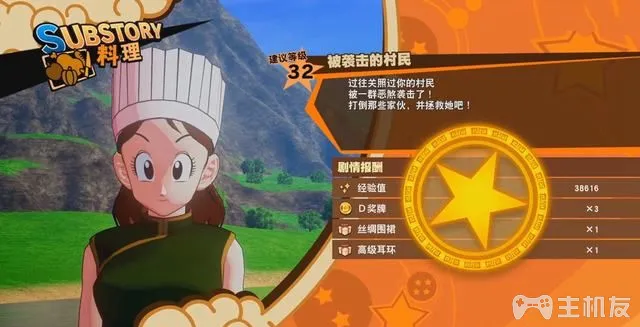 SUBSTORY
料理
建议等级
32
被袭击的村民
过往关照过你的村民
被一群恶煞袭击了！
打倒那些家伙，并拯救她吧！
剧情报酬
经验值 38616
D奖牌 ×3
丝绸围裙 ×1
高级耳环 ×1
主机友